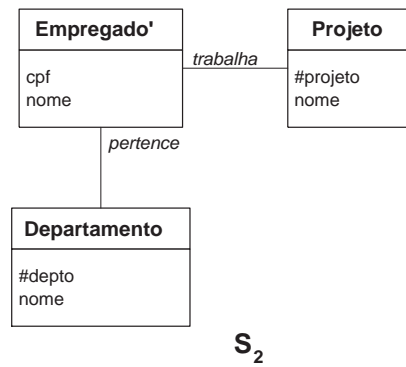 Empregado'
cpf
nome
trabalha
Projeto
#projeto
nome
pertence
Departamento
#depto
nome
S2